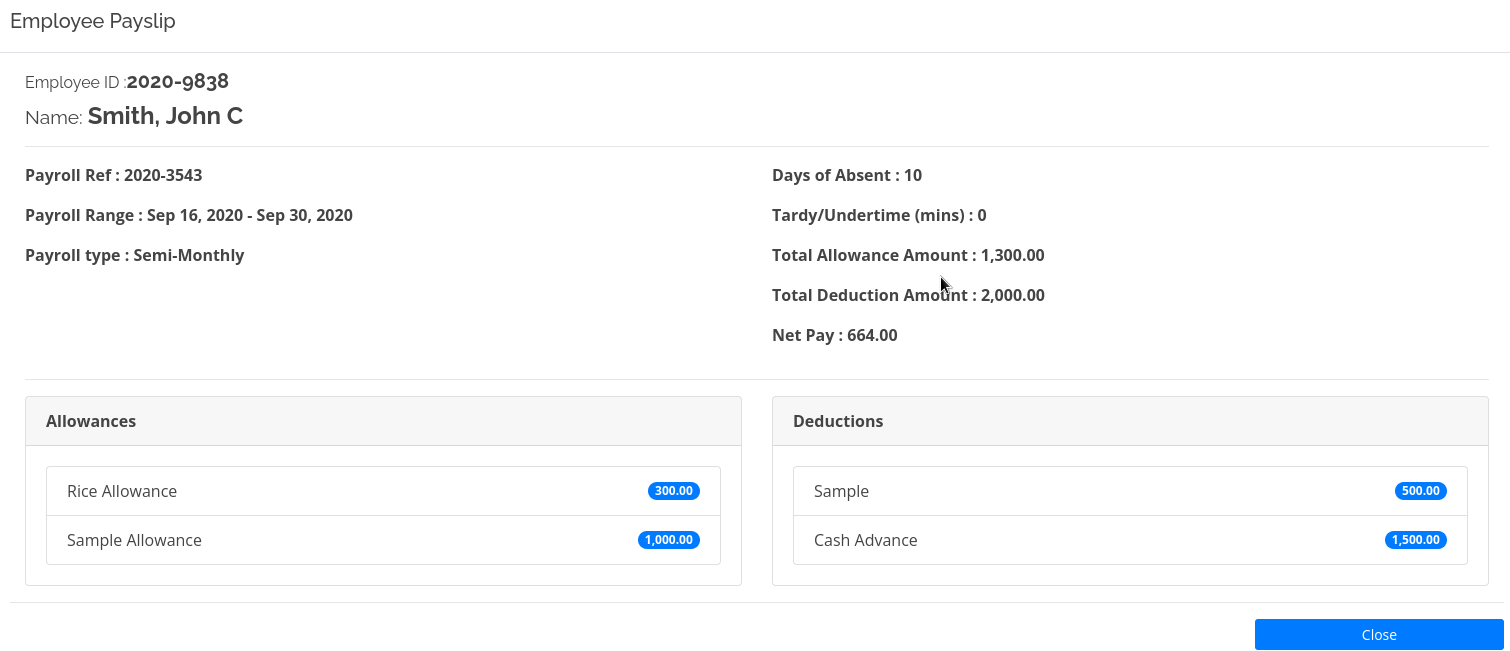 Employee Payslip
Employee ID :2020-9838
Name: Smith, John C
Payroll Ref : 2020-3543
Payroll Range : Sep 16, 2020 - Sep 30, 2020
Payroll type : Semi-Monthly
Days of Absent : 10
Tardy/Undertime (mins) : 0
Total Allowance Amount : 1,300.00
Total Deduction Amount : 2,000.00
Net Pay : 664.00
Allowances
Rice Allowance 300.00
Sample Allowance 1,000.00
Deductions
Sample 500.00
Cash Advance 1,500.00
Close